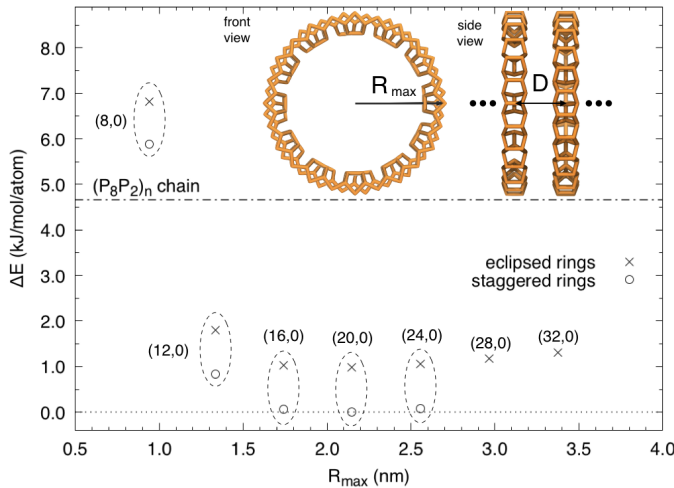 front
view
side
view
R max
D
8.0
7.0
(8,0)
6.0
5.0
(P8P2)n chain
ΔE (kJ/mol/atom)
4.0
eclipsed rings
3.0
staggered rings
2.0
(16,0) (20,0) (24,0) (28,0) (32,0)
(12,0)
1.0
0.0
0.5 1.0 1.5 2.0 2.5 3.0 3.5 4.0
Rmax (nm)